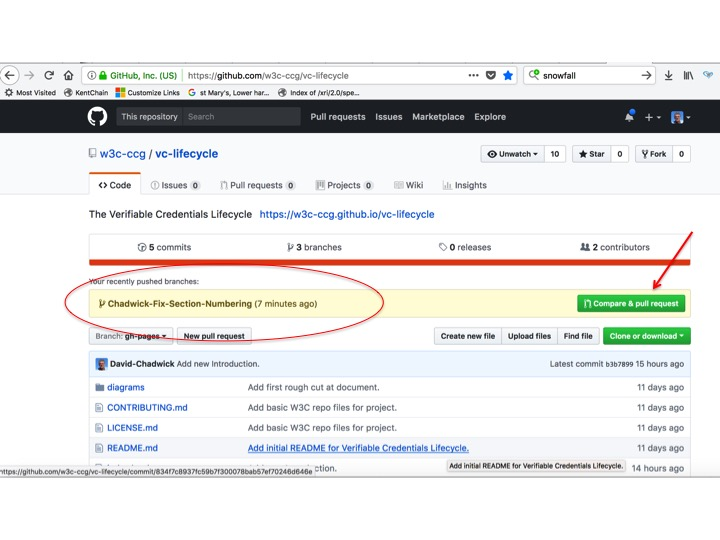 GitHub, Inc. (US) https://github.com/w3c-ccg/vc-lifecycle snowfall
Most Visited KentChain Customize Links st Mary's, Lower har... Index of /xri/2.0/spe...
This repository Search Pull requests Issues Marketplace Explore
w3c-ccg / vc-lifecycle Unwatch 10 Star 0 Fork 0
Code Issues 0 Pull requests 0 Projects 0 Wiki Insights
The Verifiable Credentials Lifecycle https://w3c-ccg.github.io/vc-lifecycle
5 commits 3 branches 0 releases 2 contributors
Your recently pushed branches:
Chadwick-Fix-Section-Numbering (7 minutes ago) Compare & pull request
Branch: gh-pages New pull request Create new file Upload files Find file Clone or download
David-Chadwick Add new Introduction. Latest commit b3b7899 15 hours ago
diagrams Add first rough cut at document. 11 days ago
CONTRIBUTING.md Add basic W3C repo files for project. 11 days ago
LICENSE.md Add basic W3C repo files for project. 11 days ago
README.md Add initial README for Verifiable Credentials Lifecycle. 11 days ago
https://github.com/w3c-ccg/vc-lifecycle/commit/834f7c8937fc59b7f300078bab57ef70246d646e Add initial README for Verifiable Credentials Lifecycle. 14 hours ago